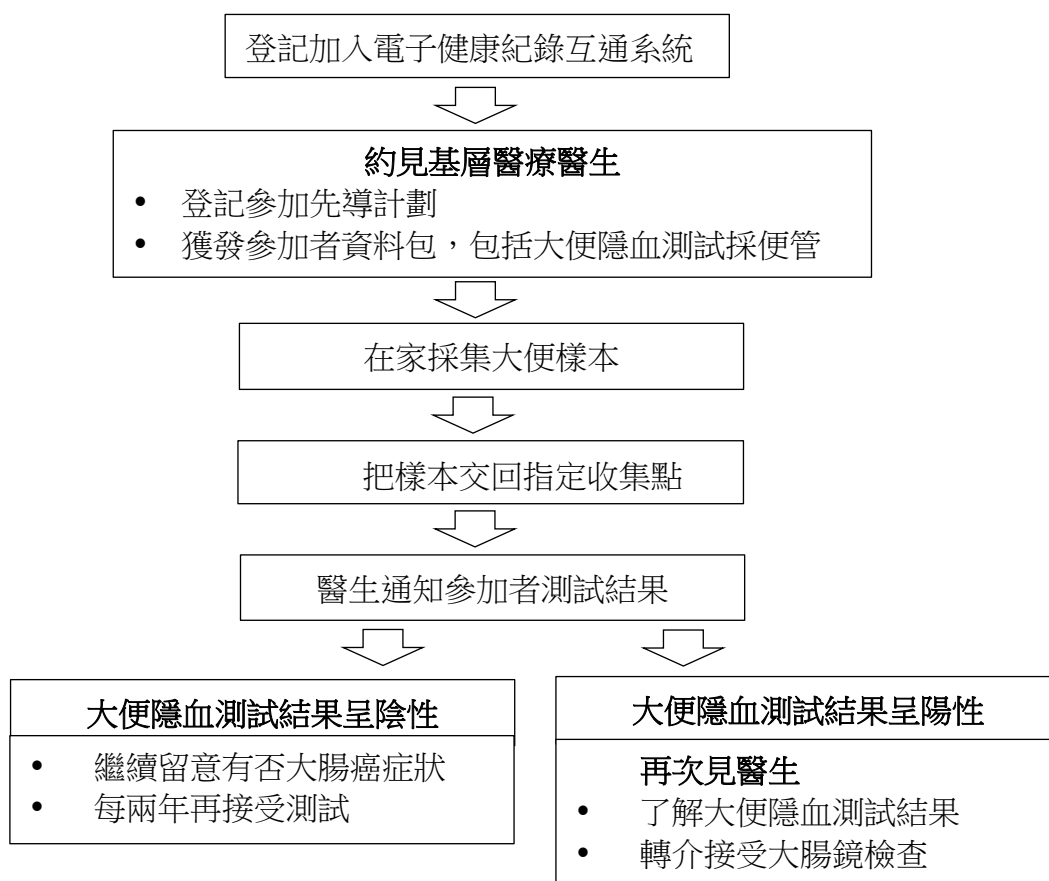 登記加入電子健康紀錄互通系統
約見基層醫療醫生
• 登記參加先導計劃
• 獲發參加者資料包，包括大便隱血測試採便管
在家採集大便樣本
把樣本交回指定收集點
醫生通知參加者測試結果
大便隱血測試結果呈陰性
• 繼續留意有否大腸癌症狀
• 每兩年再接受測試
大便隱血測試結果呈陽性
再次見醫生
• 了解大便隱血測試結果
• 轉介接受大腸鏡檢查